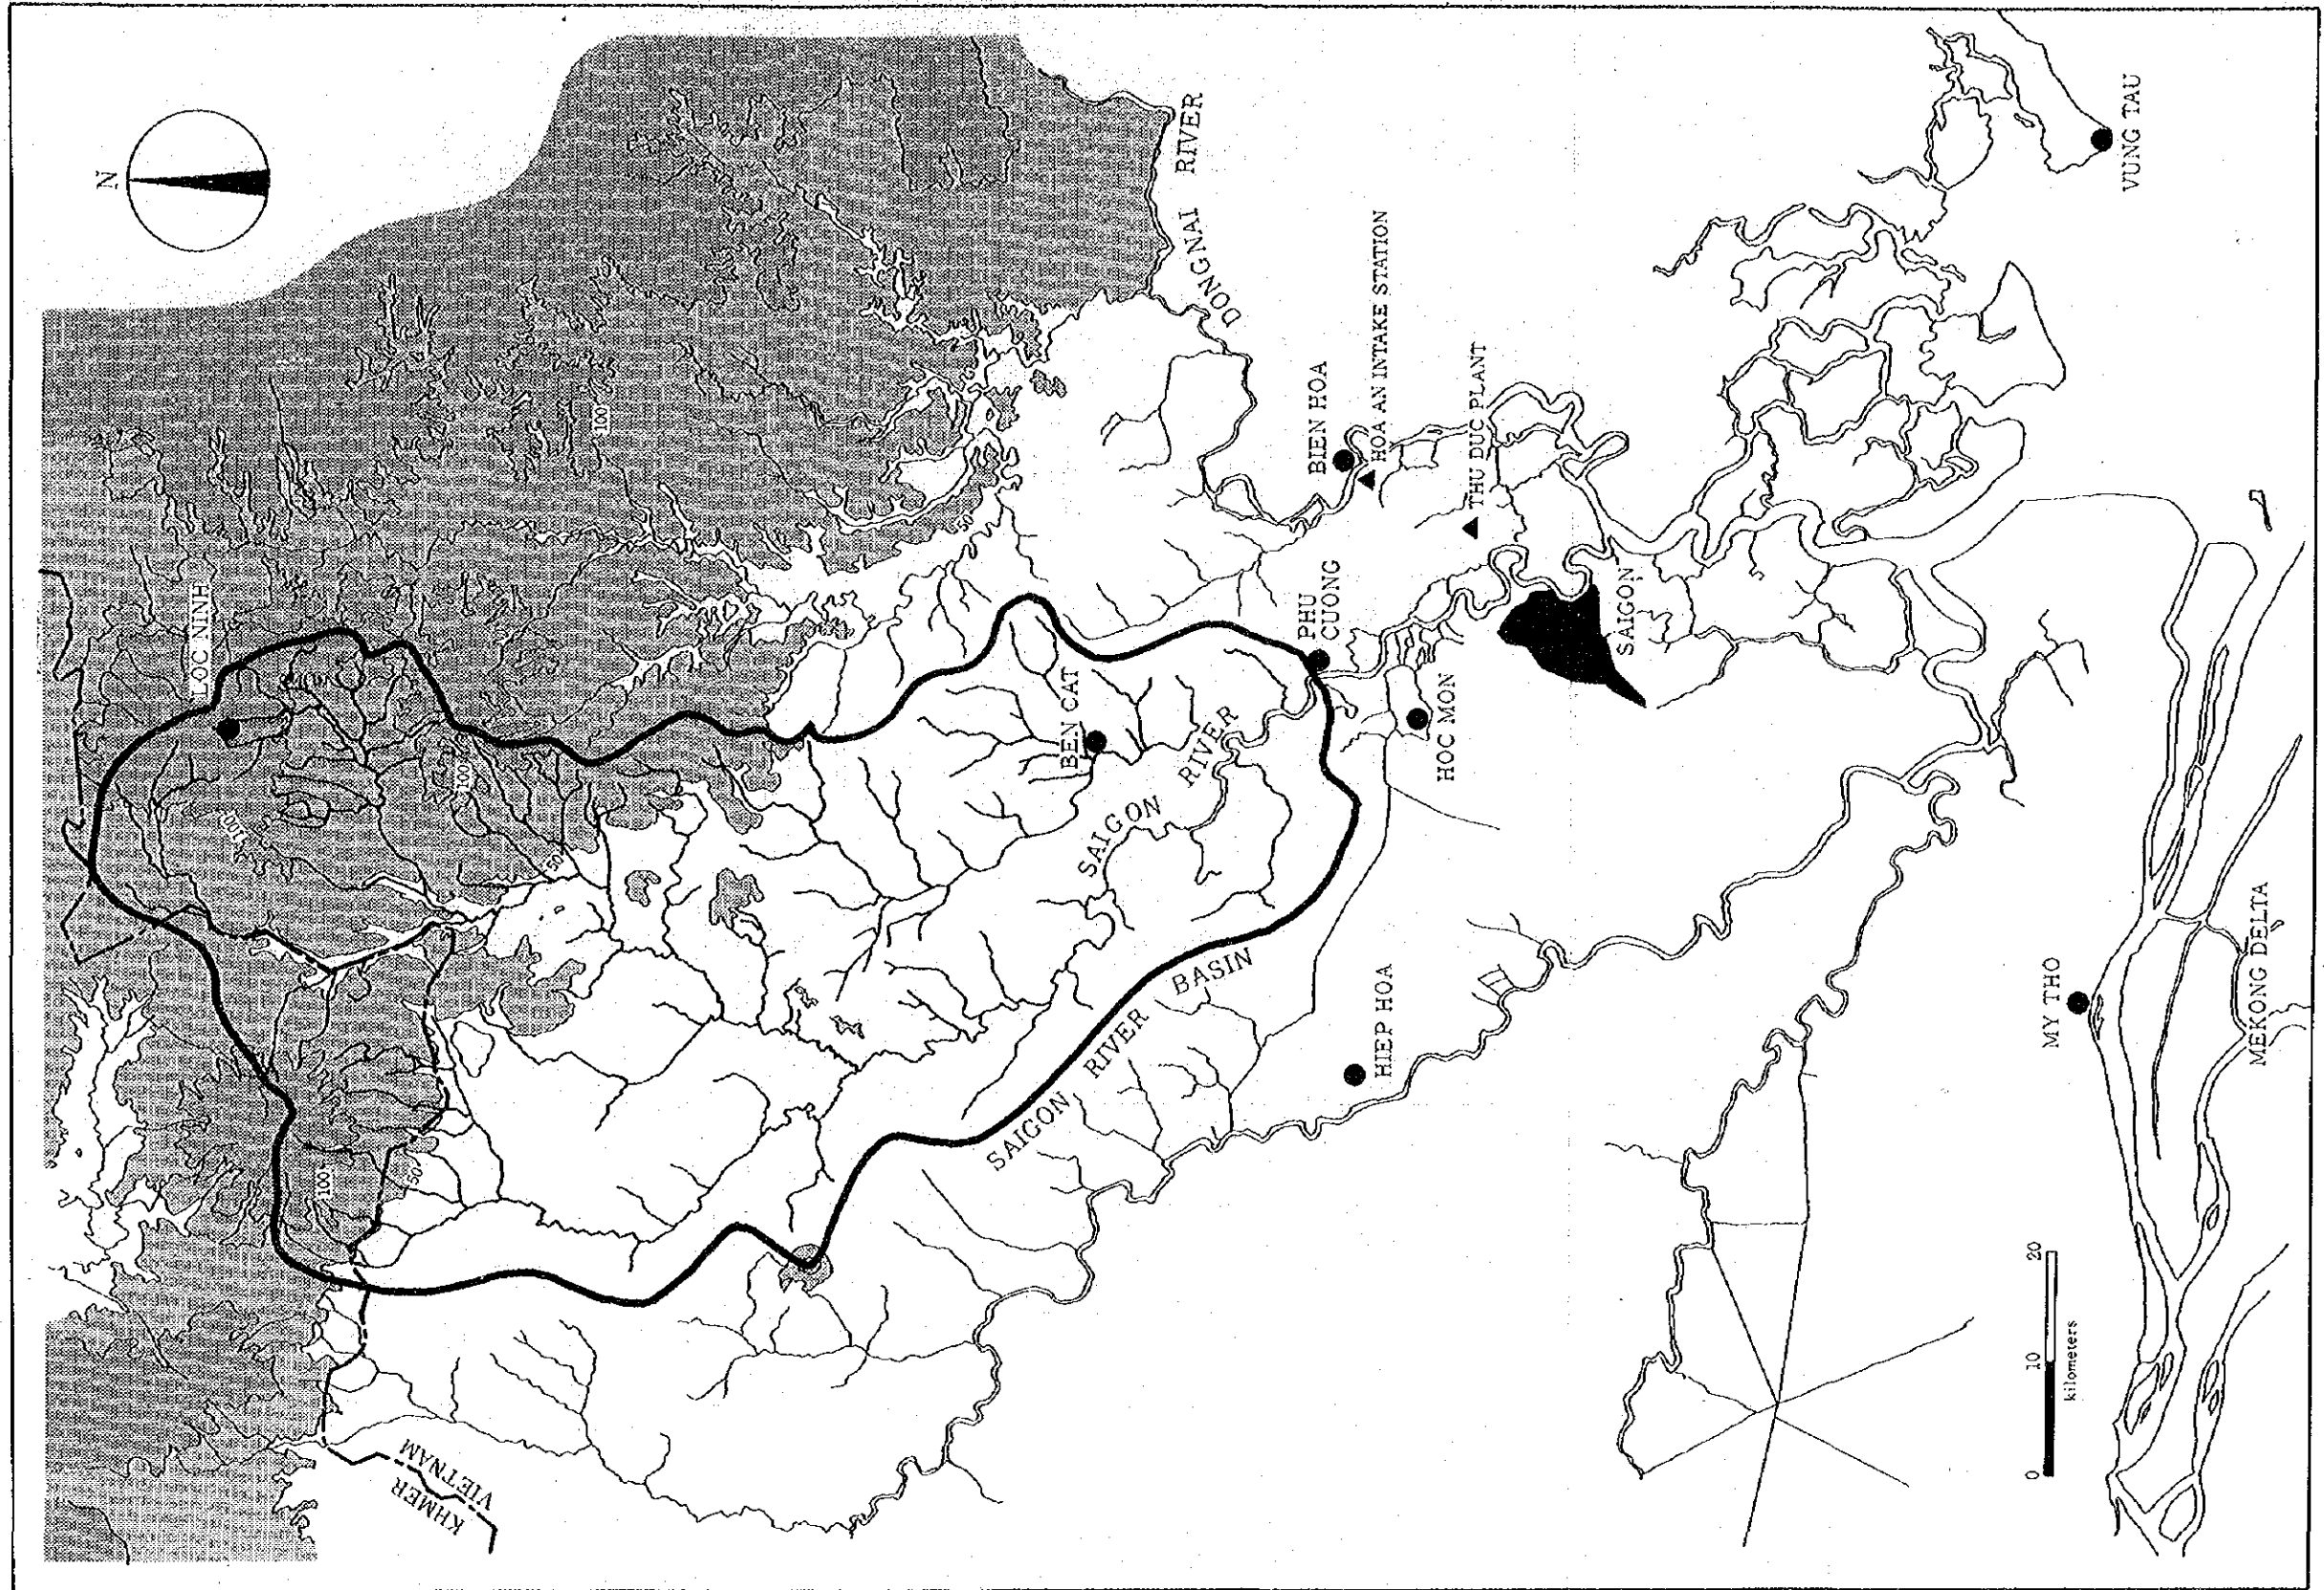 N
LOC NINH
100
100
100
100
50
50
50
KHMER
VIETNAM
DONGNAI RIVER
BIEN HOA
HOA AN INTAKE STATION
THU DUC PLANT
PHU
CUONG
BEN CAT
SAIGON RIVER
HOC MON
SAIGON
SAIGON RIVER BASIN
HIEP HOA
VUNG TAU
MY THO
MEKONG DELTA
0 10 20
kilometers